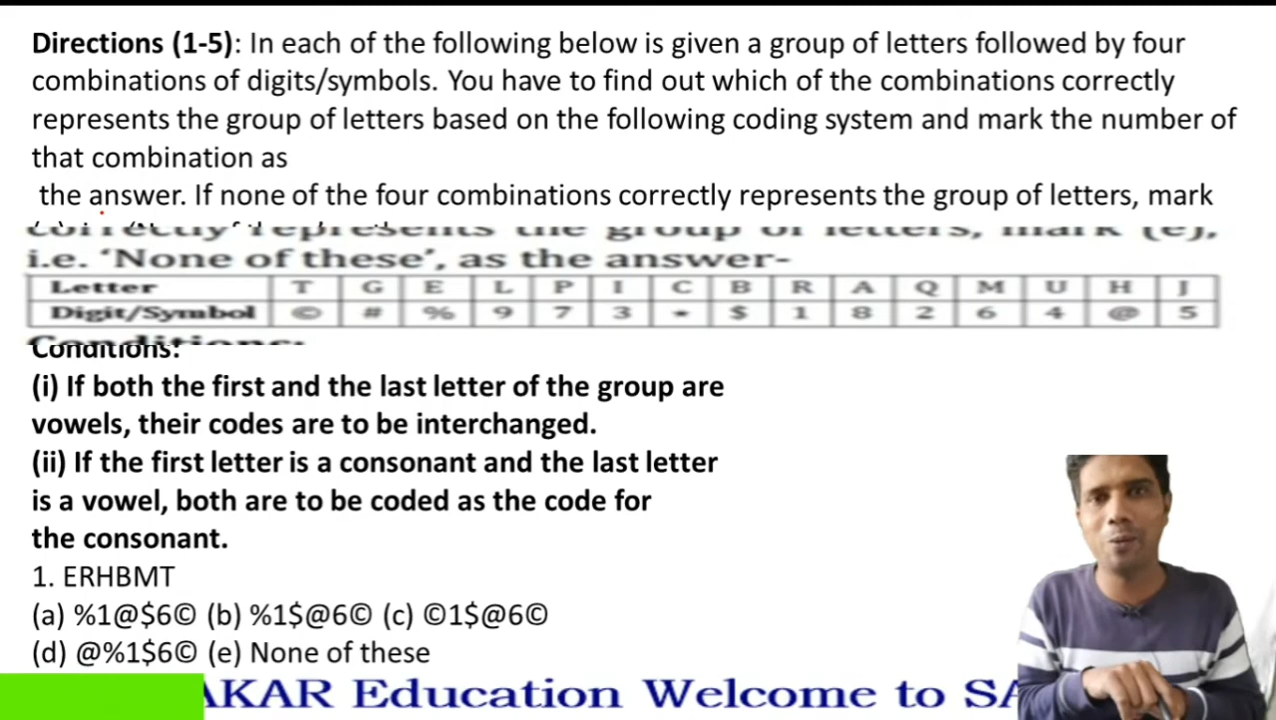 Directions (1-5): In each of the following below is given a group of letters followed by four
combinations of digits/symbols. You have to find out which of the combinations correctly
represents the group of letters based on the following coding system and mark the number of
that combination as
the answer. If none of the four combinations correctly represents the group of letters, mark
correctly represents the group of letters, mark (e),
i.e. ‘None of these’, as the answer-
Letter T G E L P I C B R A Q M U H J
Digit/Symbol © # % 9 7 3 ★ $ 1 8 2 6 4 @ 5
Conditions:
(i) If both the first and the last letter of the group are
vowels, their codes are to be interchanged.
(ii) If the first letter is a consonant and the last letter
is a vowel, both are to be coded as the code for
the consonant.
1. ERHBMT
(a) %1@$6© (b) %1$@6© (c) ©1$@6©
(d) @%1$6© (e) None of these
AKAR Education Welcome to SA